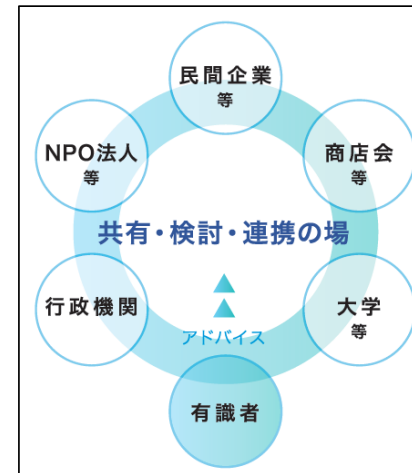 民間企業
等
NPO法人
等
商店会
等
共有・検討・連携の場
行政機関
大学
等
アドバイス
有識者